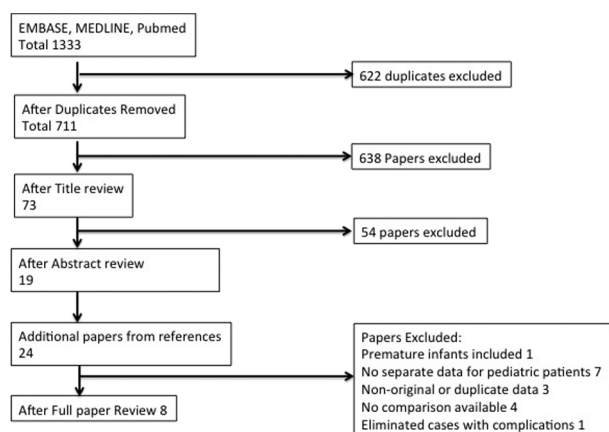 EMBASE, MEDLINE, Pubmed
Total 1333
622 duplicates excluded
After Duplicates Removed
Total 711
638 Papers excluded
After Title review
73
54 papers excluded
After Abstract review
19
Additional papers from references
24
Papers Excluded:
Premature infants included 1
No separate data for pediatric patients 7
Non-original or duplicate data 3
No comparison available 4
Eliminated cases with complications 1
After Full paper Review 8